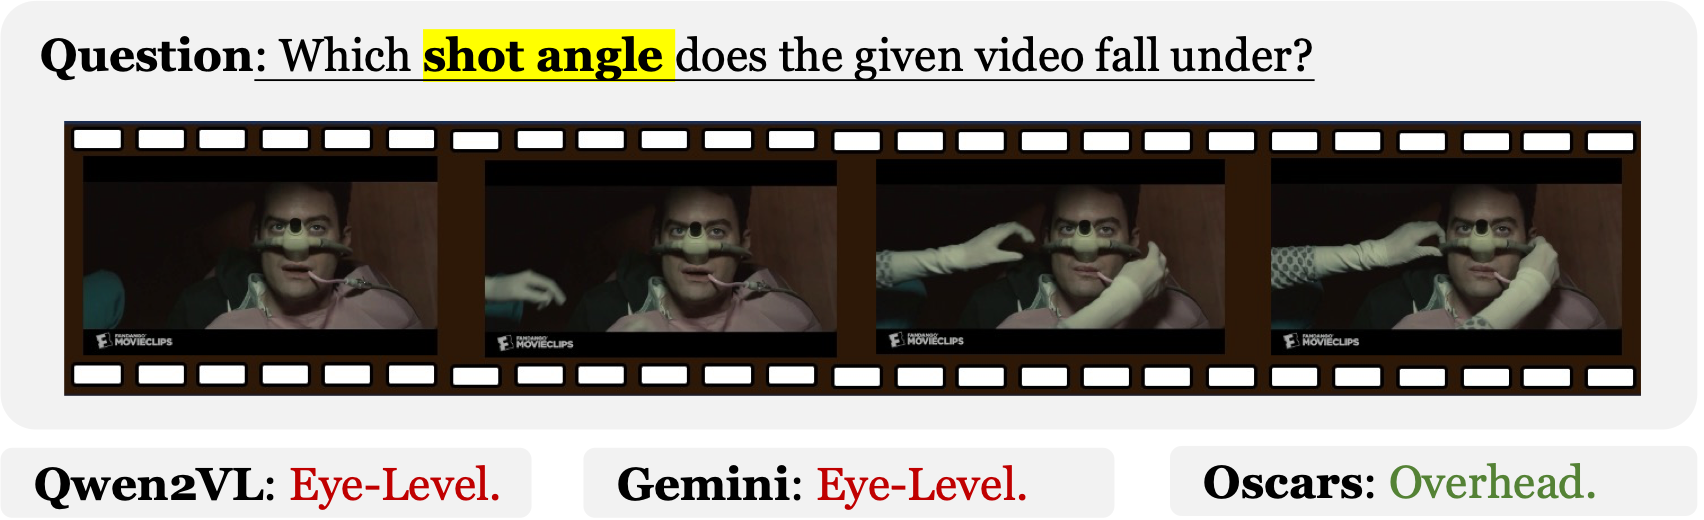 Question: Which shot angle does the given video fall under?
FANDANGO
MOVIECLIPS
FANDANGO
MOVIECLIPS
FANDANGO
MOVIECLIPS
FANDANGO
MOVIECLIPS
Qwen2VL: Eye-Level.
Gemini: Eye-Level.
Oscars: Overhead.